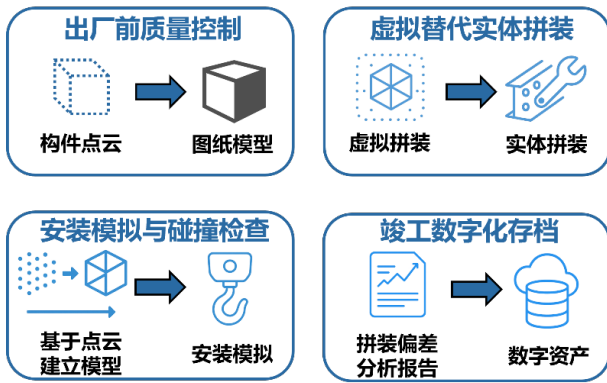 出厂前质量控制
构件点云
图纸模型
虚拟替代实体拼装
虚拟拼装
实体拼装
安装模拟与碰撞检查
基于点云
建立模型
安装模拟
竣工数字化存档
拼装偏差
分析报告
数字资产